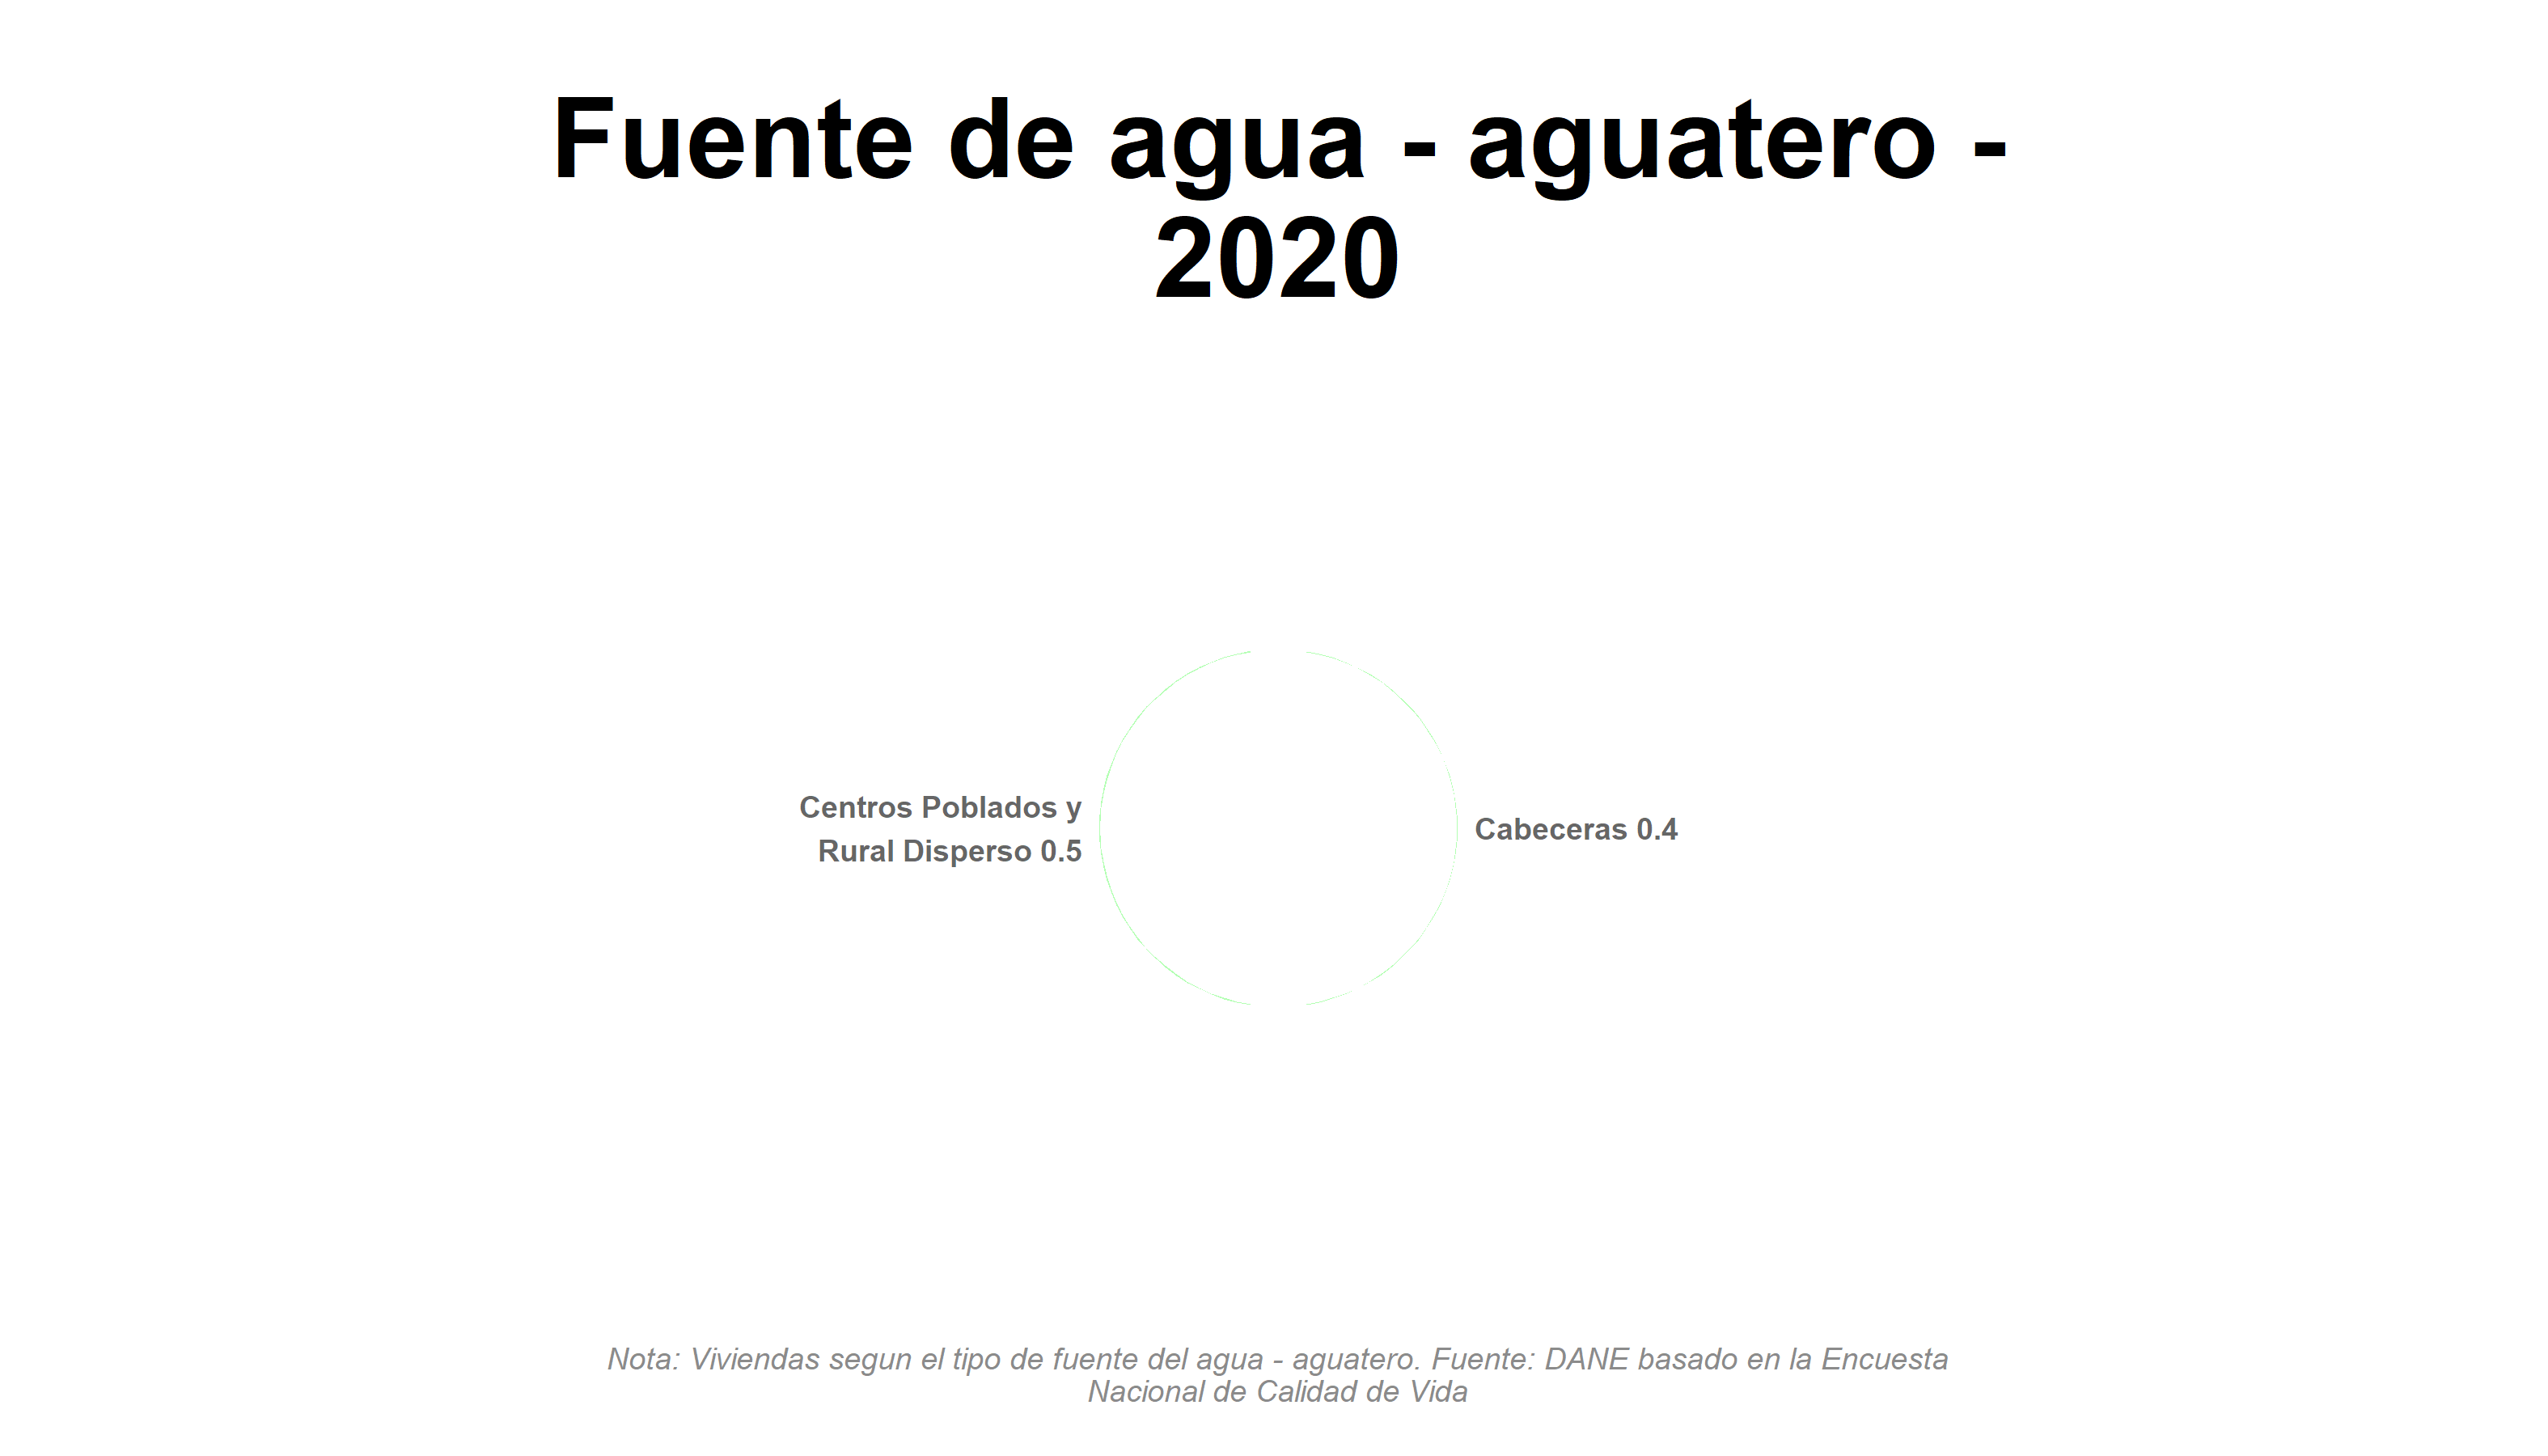 Fuente de agua - aguatero -
2020
Centros Poblados y
Rural Disperso 0.5
Cabeceras 0.4
Nota: Viviendas segun el tipo de fuente del agua - aguatero. Fuente: DANE basado en la Encuesta
Nacional de Calidad de Vida